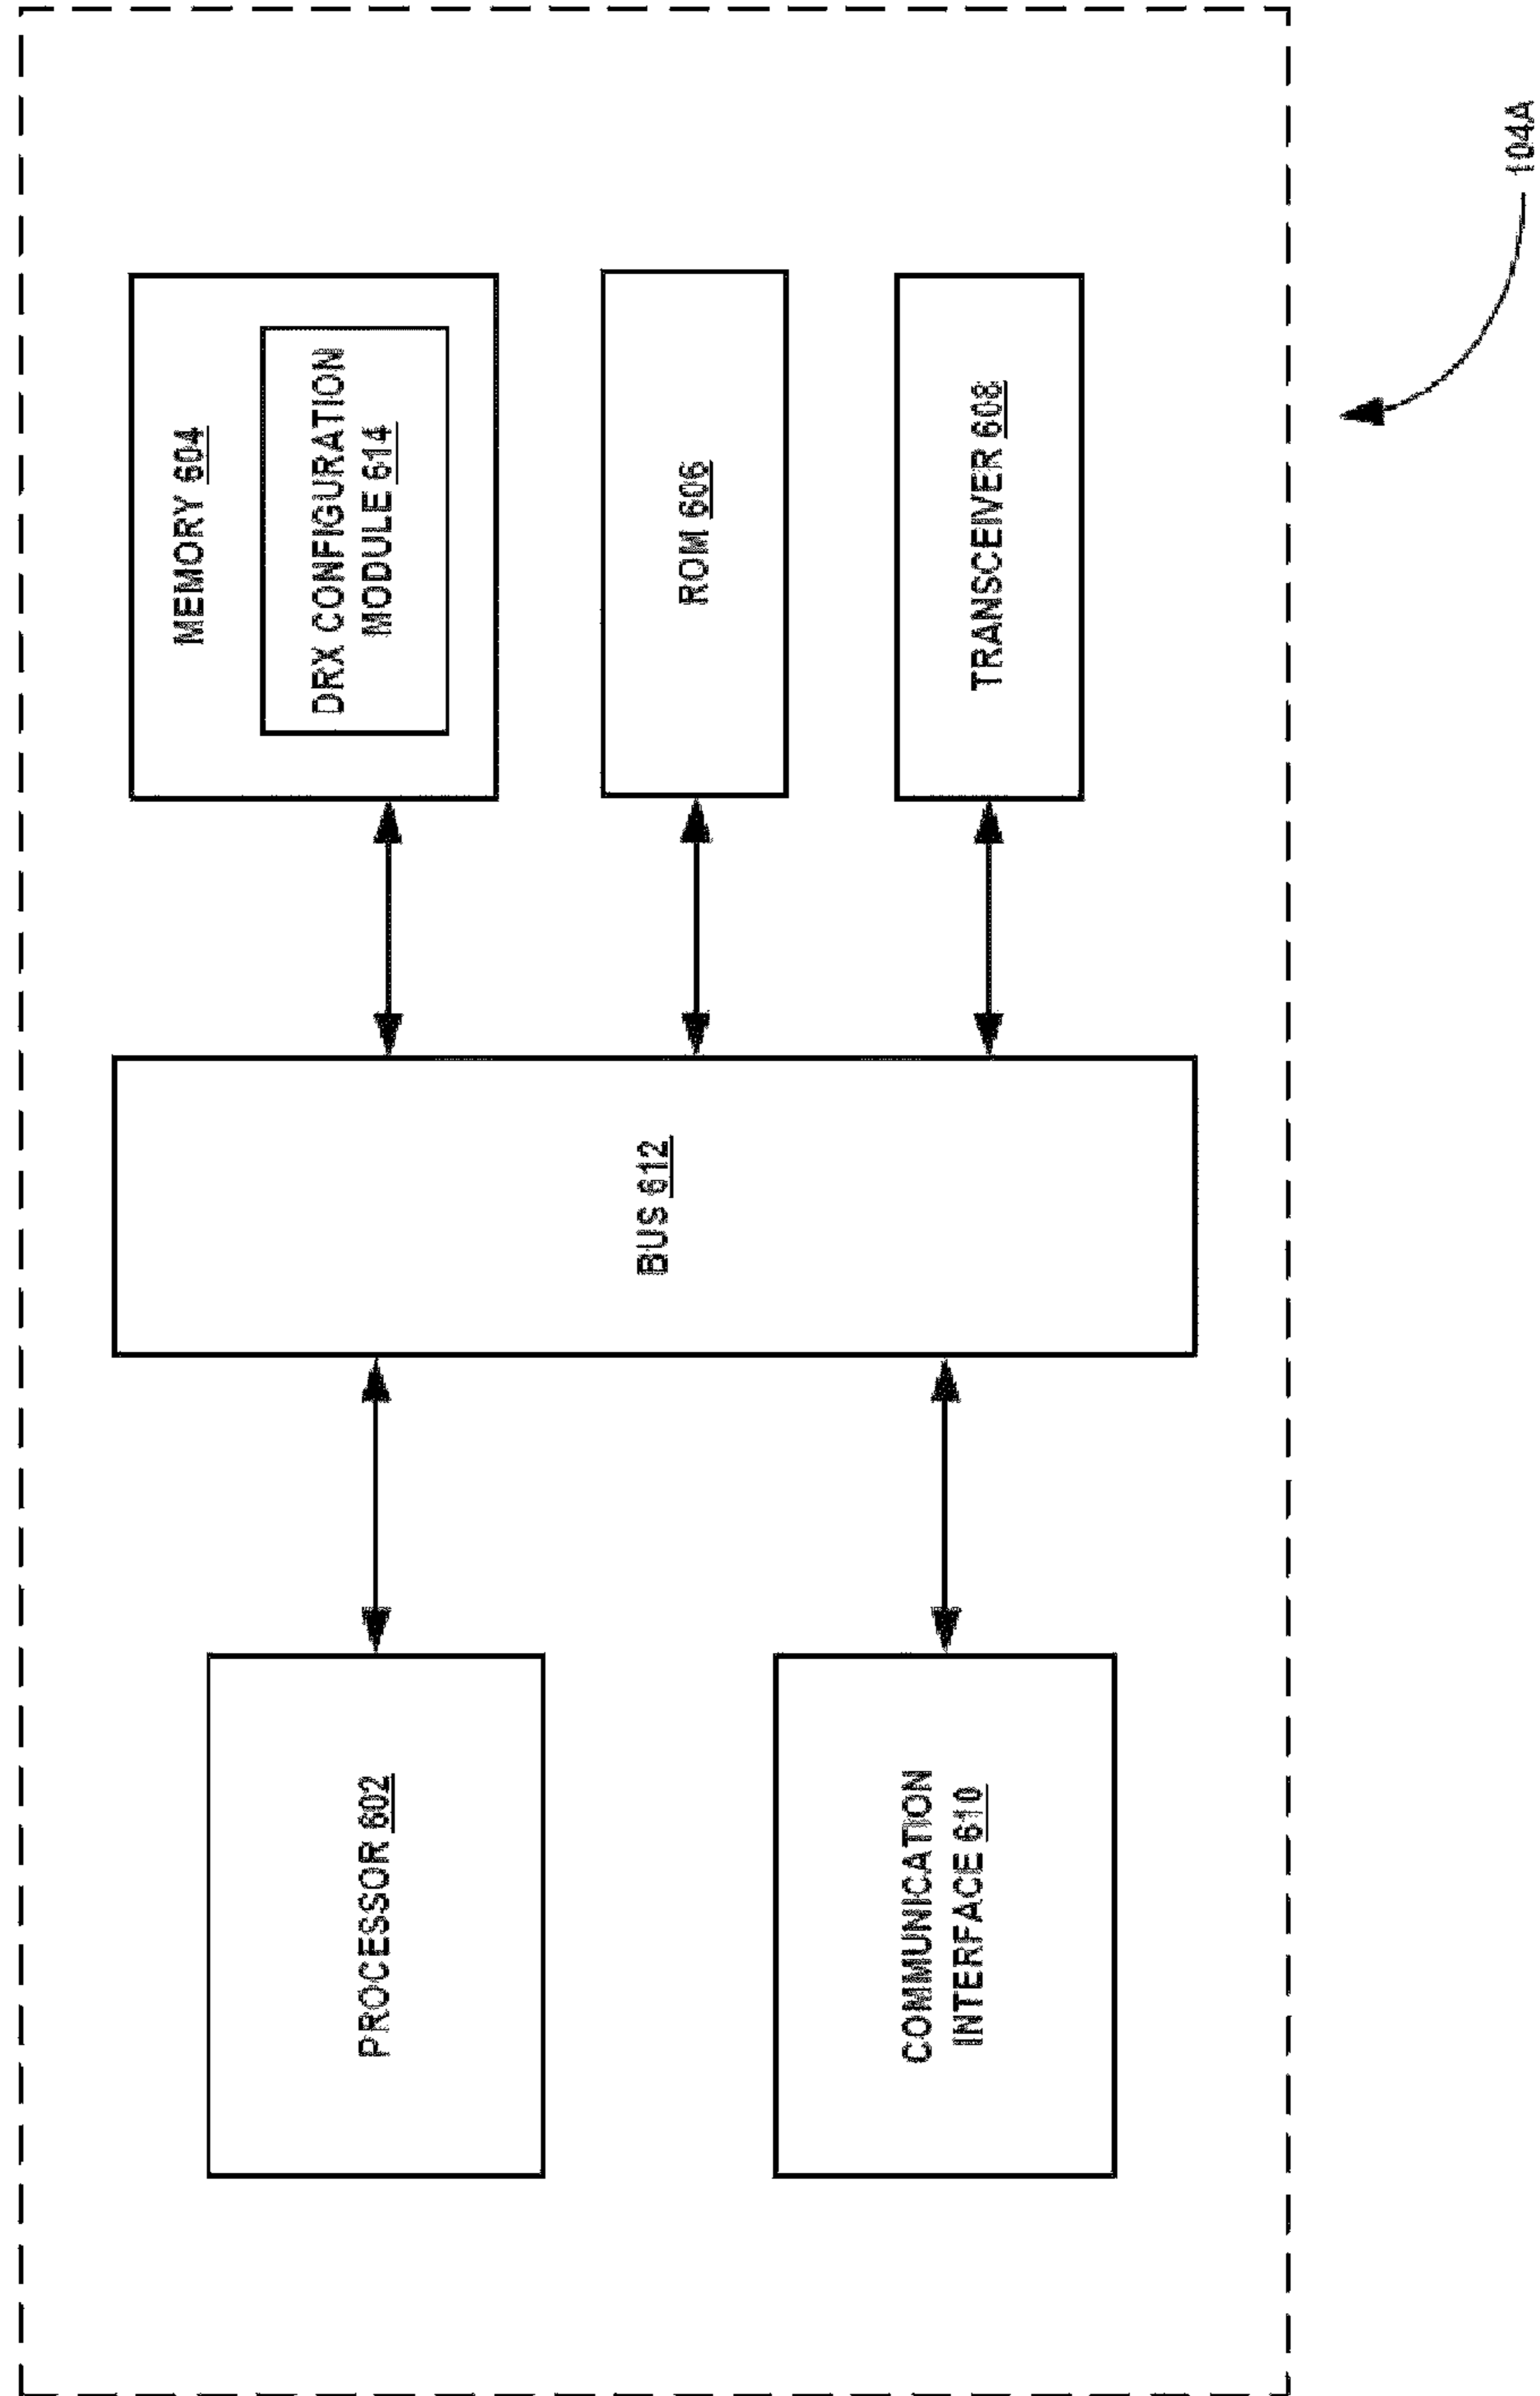 MEMORY 604
DRX CONFIGURATION
MODULE 614
ROM 606
TRANSCEIVER 608
BUS 612
PROCESSOR 602
COMMUNICATION
INTERFACE 610
104A